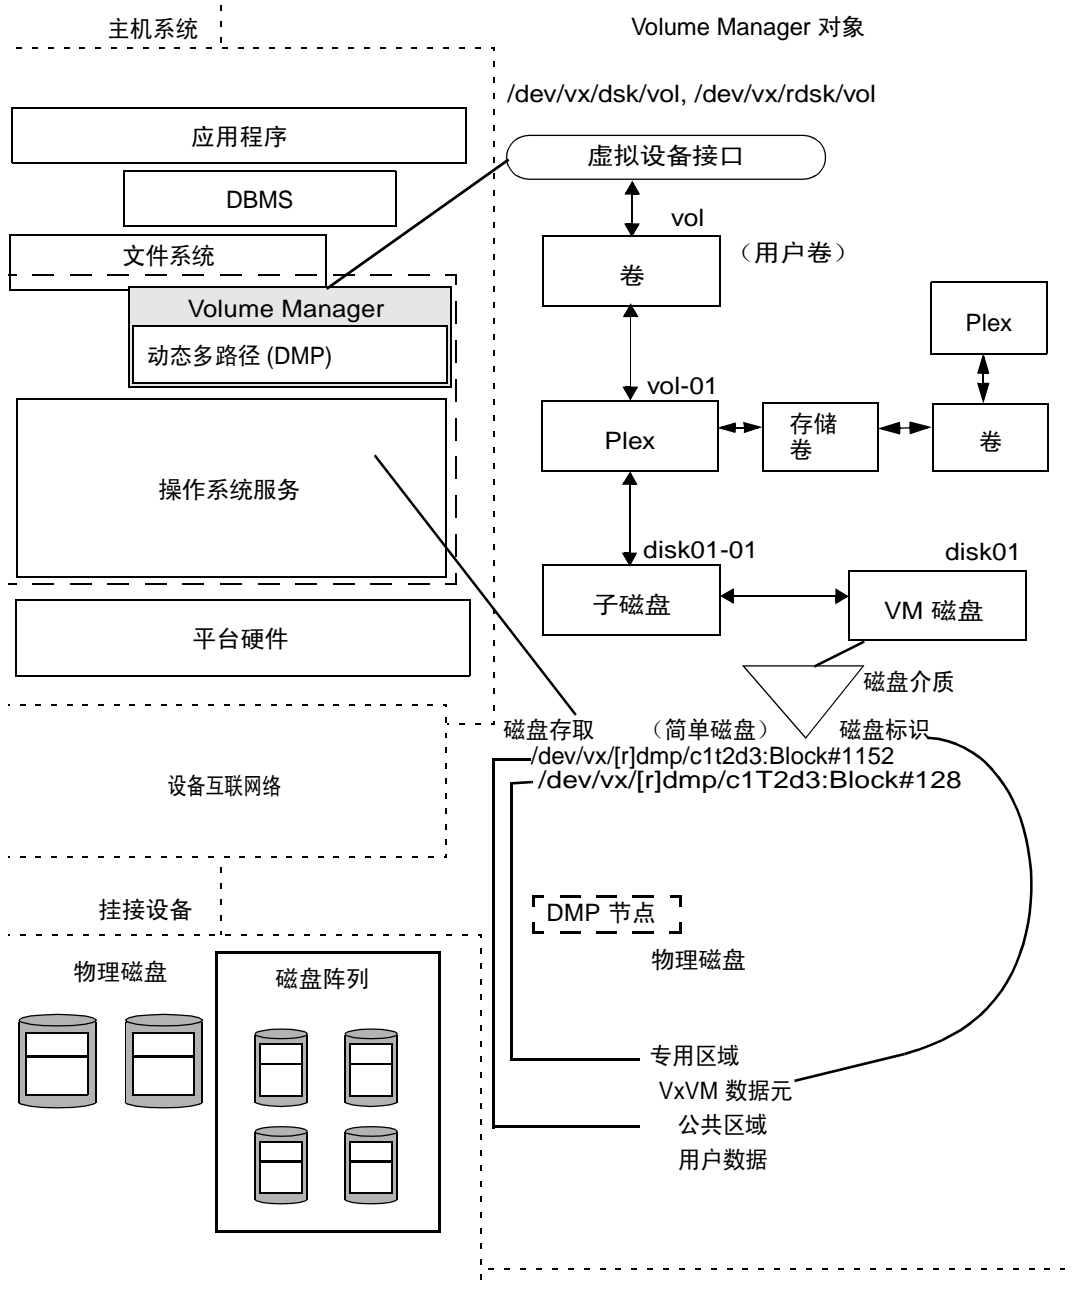 主机系统
Volume Manager 对象
/dev/vx/dsk/vol, /dev/vx/rdsk/vol
应用程序
虚拟设备接口
DBMS
vol
文件系统
（用户卷）
卷
Volume Manager
动态多路径 (DMP)
Plex
vol-01
Plex
存储
卷
卷
操作系统服务
disk01-01
disk01
子磁盘
VM 磁盘
平台硬件
磁盘介质
磁盘存取
（简单磁盘）
磁盘标识
/dev/vx/[r]dmp/c1t2d3:Block#1152
/dev/vx/[r]dmp/c1T2d3:Block#128
设备互联网络
挂接设备
DMP 节点
物理磁盘
物理磁盘
磁盘阵列
专用区域
VxVM 数据元
公共区域
用户数据